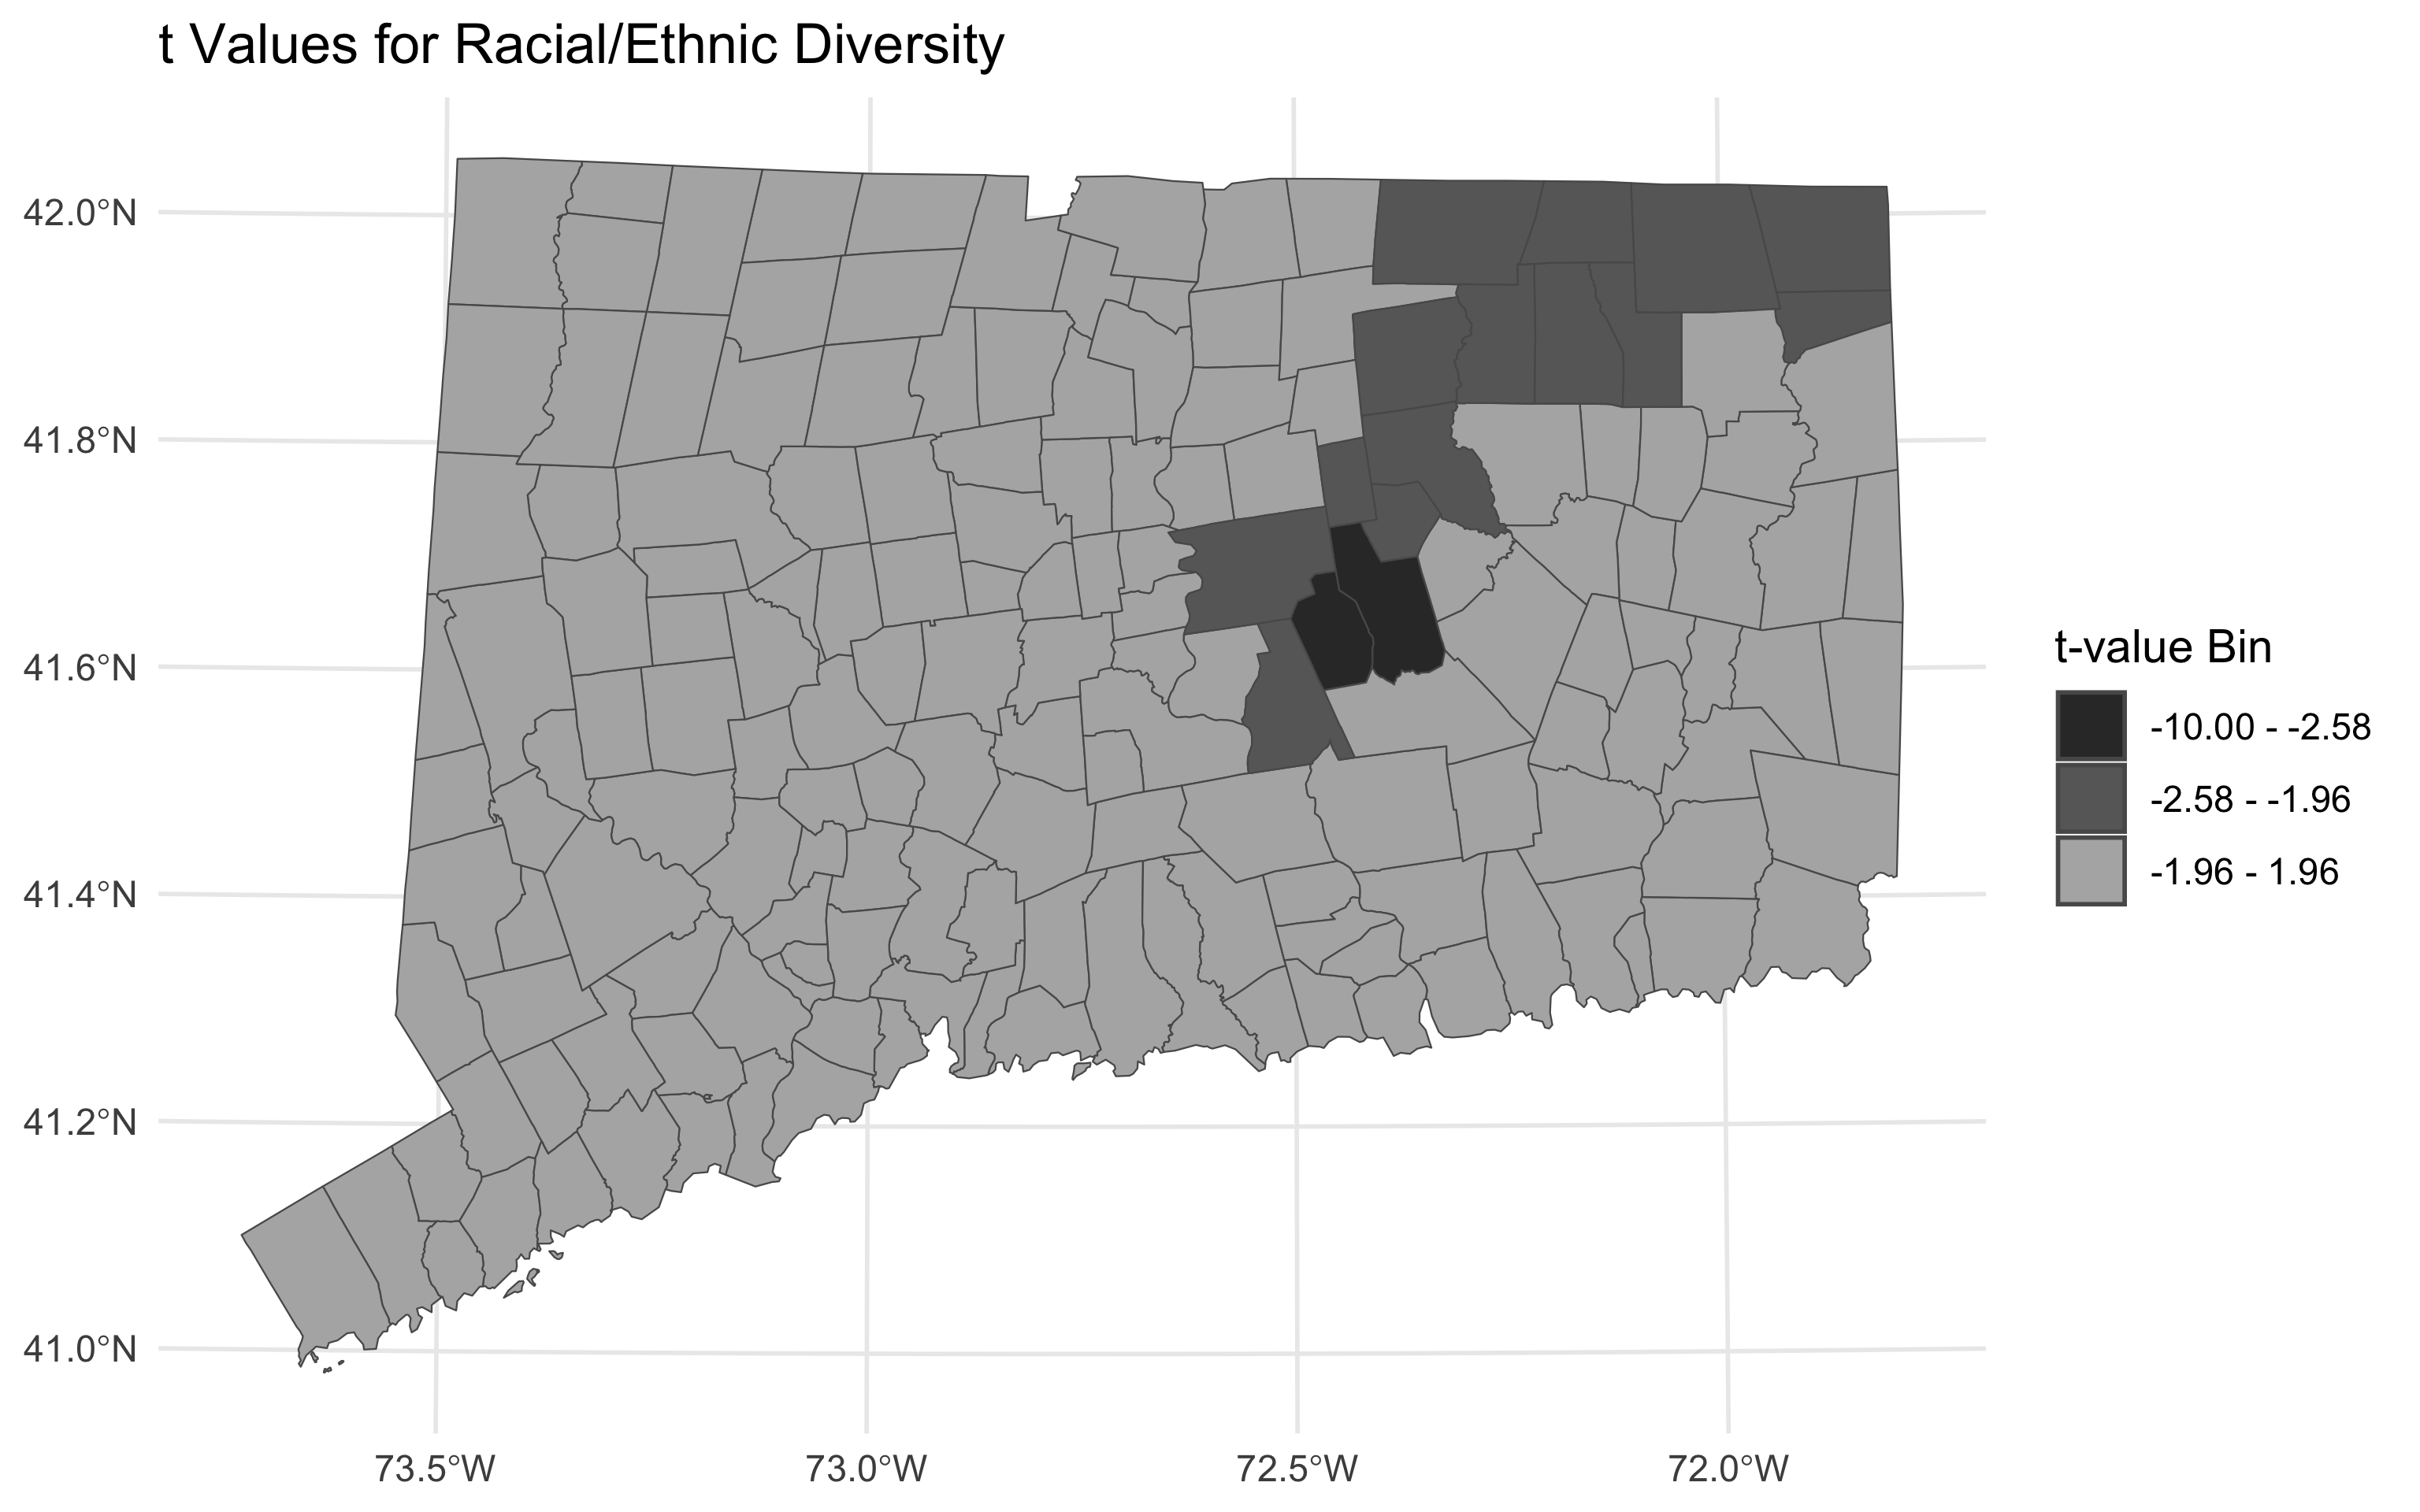 t Values for Racial/Ethnic Diversity
42.0°N
41.8°N
41.6°N
41.4°N
41.2°N
41.0°N
73.5°W
73.0°W
72.5°W
72.0°W
t-value Bin
-10.00 - -2.58
-2.58 - -1.96
-1.96 - 1.96